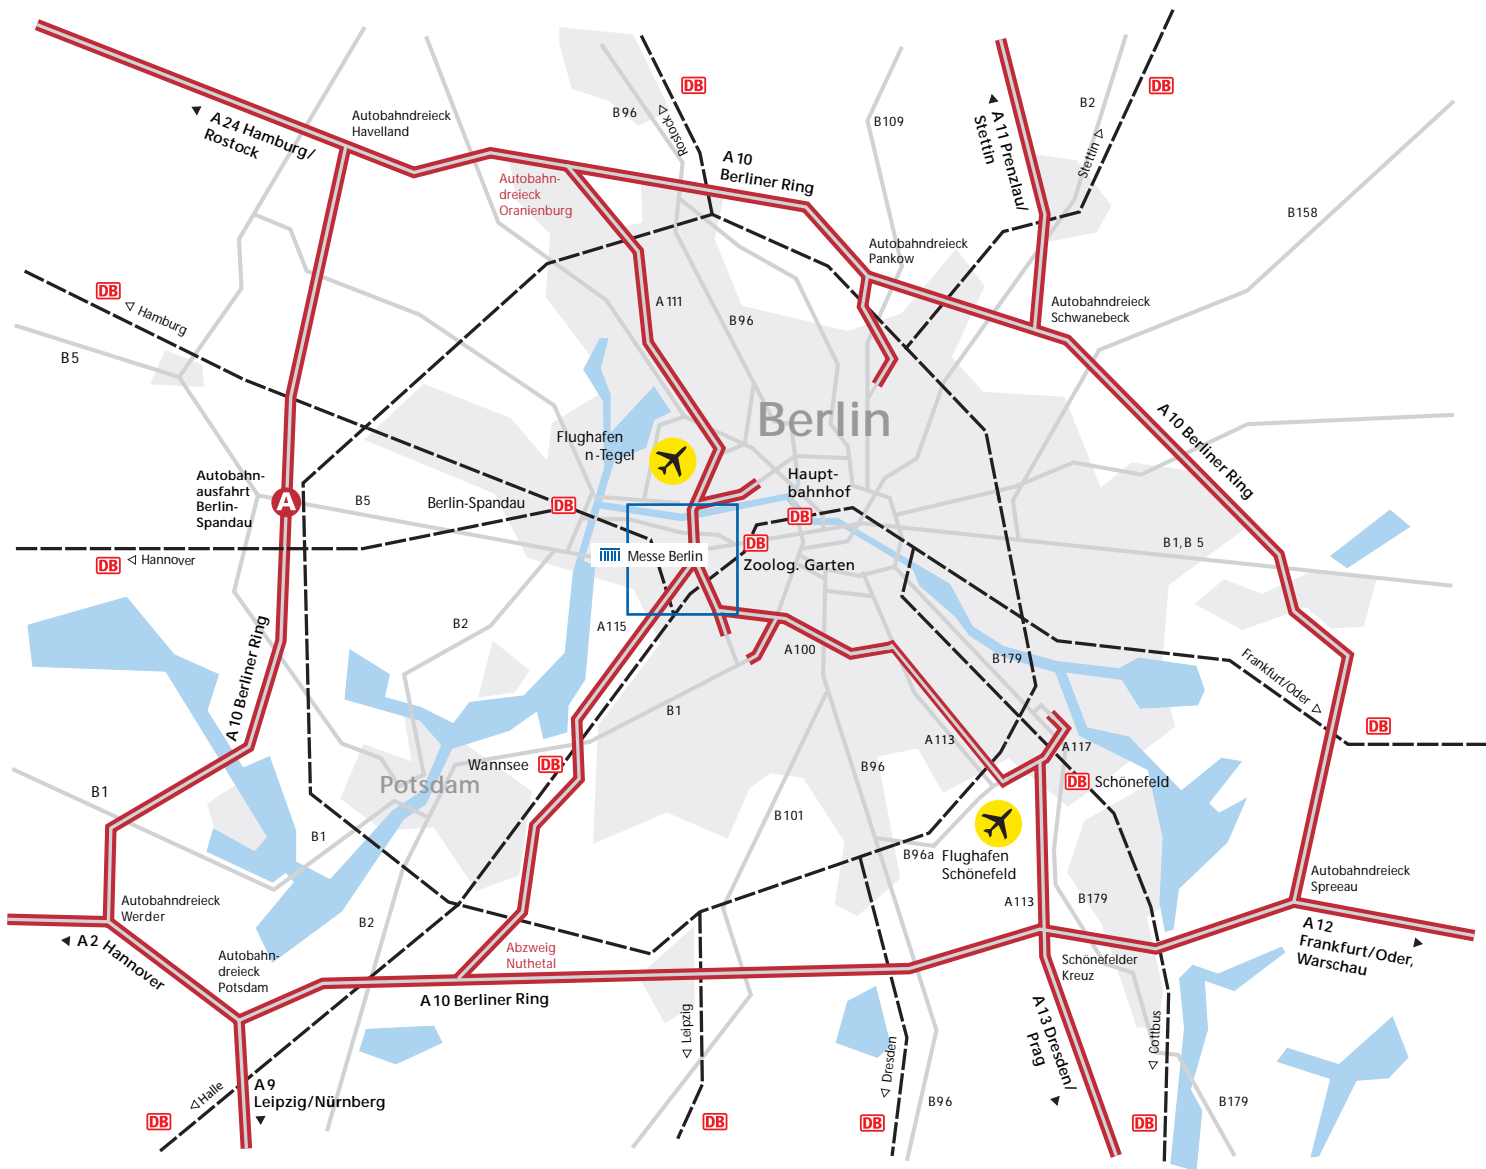 DB
DB
B 96
Rostock
B109
B2
Stettin
A 11 Prenzlau/
Stettin
A 24 Hamburg/
Rostock
Autobahndreieck
Havelland
A 10
Berliner Ring
Autobahn-
dreieck
Oranienburg
B158
Autobahndreieck
Pankow
DB
Hamburg
A 111
B96
Autobahndreieck
Schwanebeck
B 5
Berlin
A 10 Berliner Ring
Flughafen
n-Tegel
Haupt-
bahnhof
Autobahn-
ausfahrt
Berlin-
Spandau
A
B5
Berlin-Spandau
DB
DB
DB
Hannover
Messe Berlin
DB
Zoolog. Garten
B1, B 5
B2
A115
A100
B179
Frankfurt/Oder
A 10 Berliner Ring
B1
DB
Wannsee
DB
A113
A117
B96
DB
Schönefeld
Potsdam
B1
B1
B101
B96a
Flughafen
Schönefeld
Autobahndreieck
Spreeau
Autobahndreieck
Werder
B2
A113
B179
A 2 Hannover
Autobahn-
dreieck
Potsdam
Abzweig
Nuthetal
Schönefelder
Kreuz
A 12
Frankfurt/Oder,
Warschau
A 10 Berliner Ring
Leipzig
Dresden
A 13 Dresden/
Prag
Cottbus
A 9
Leipzig/Nürnberg
Halle
DB
DB
DB
B96
DB
B179